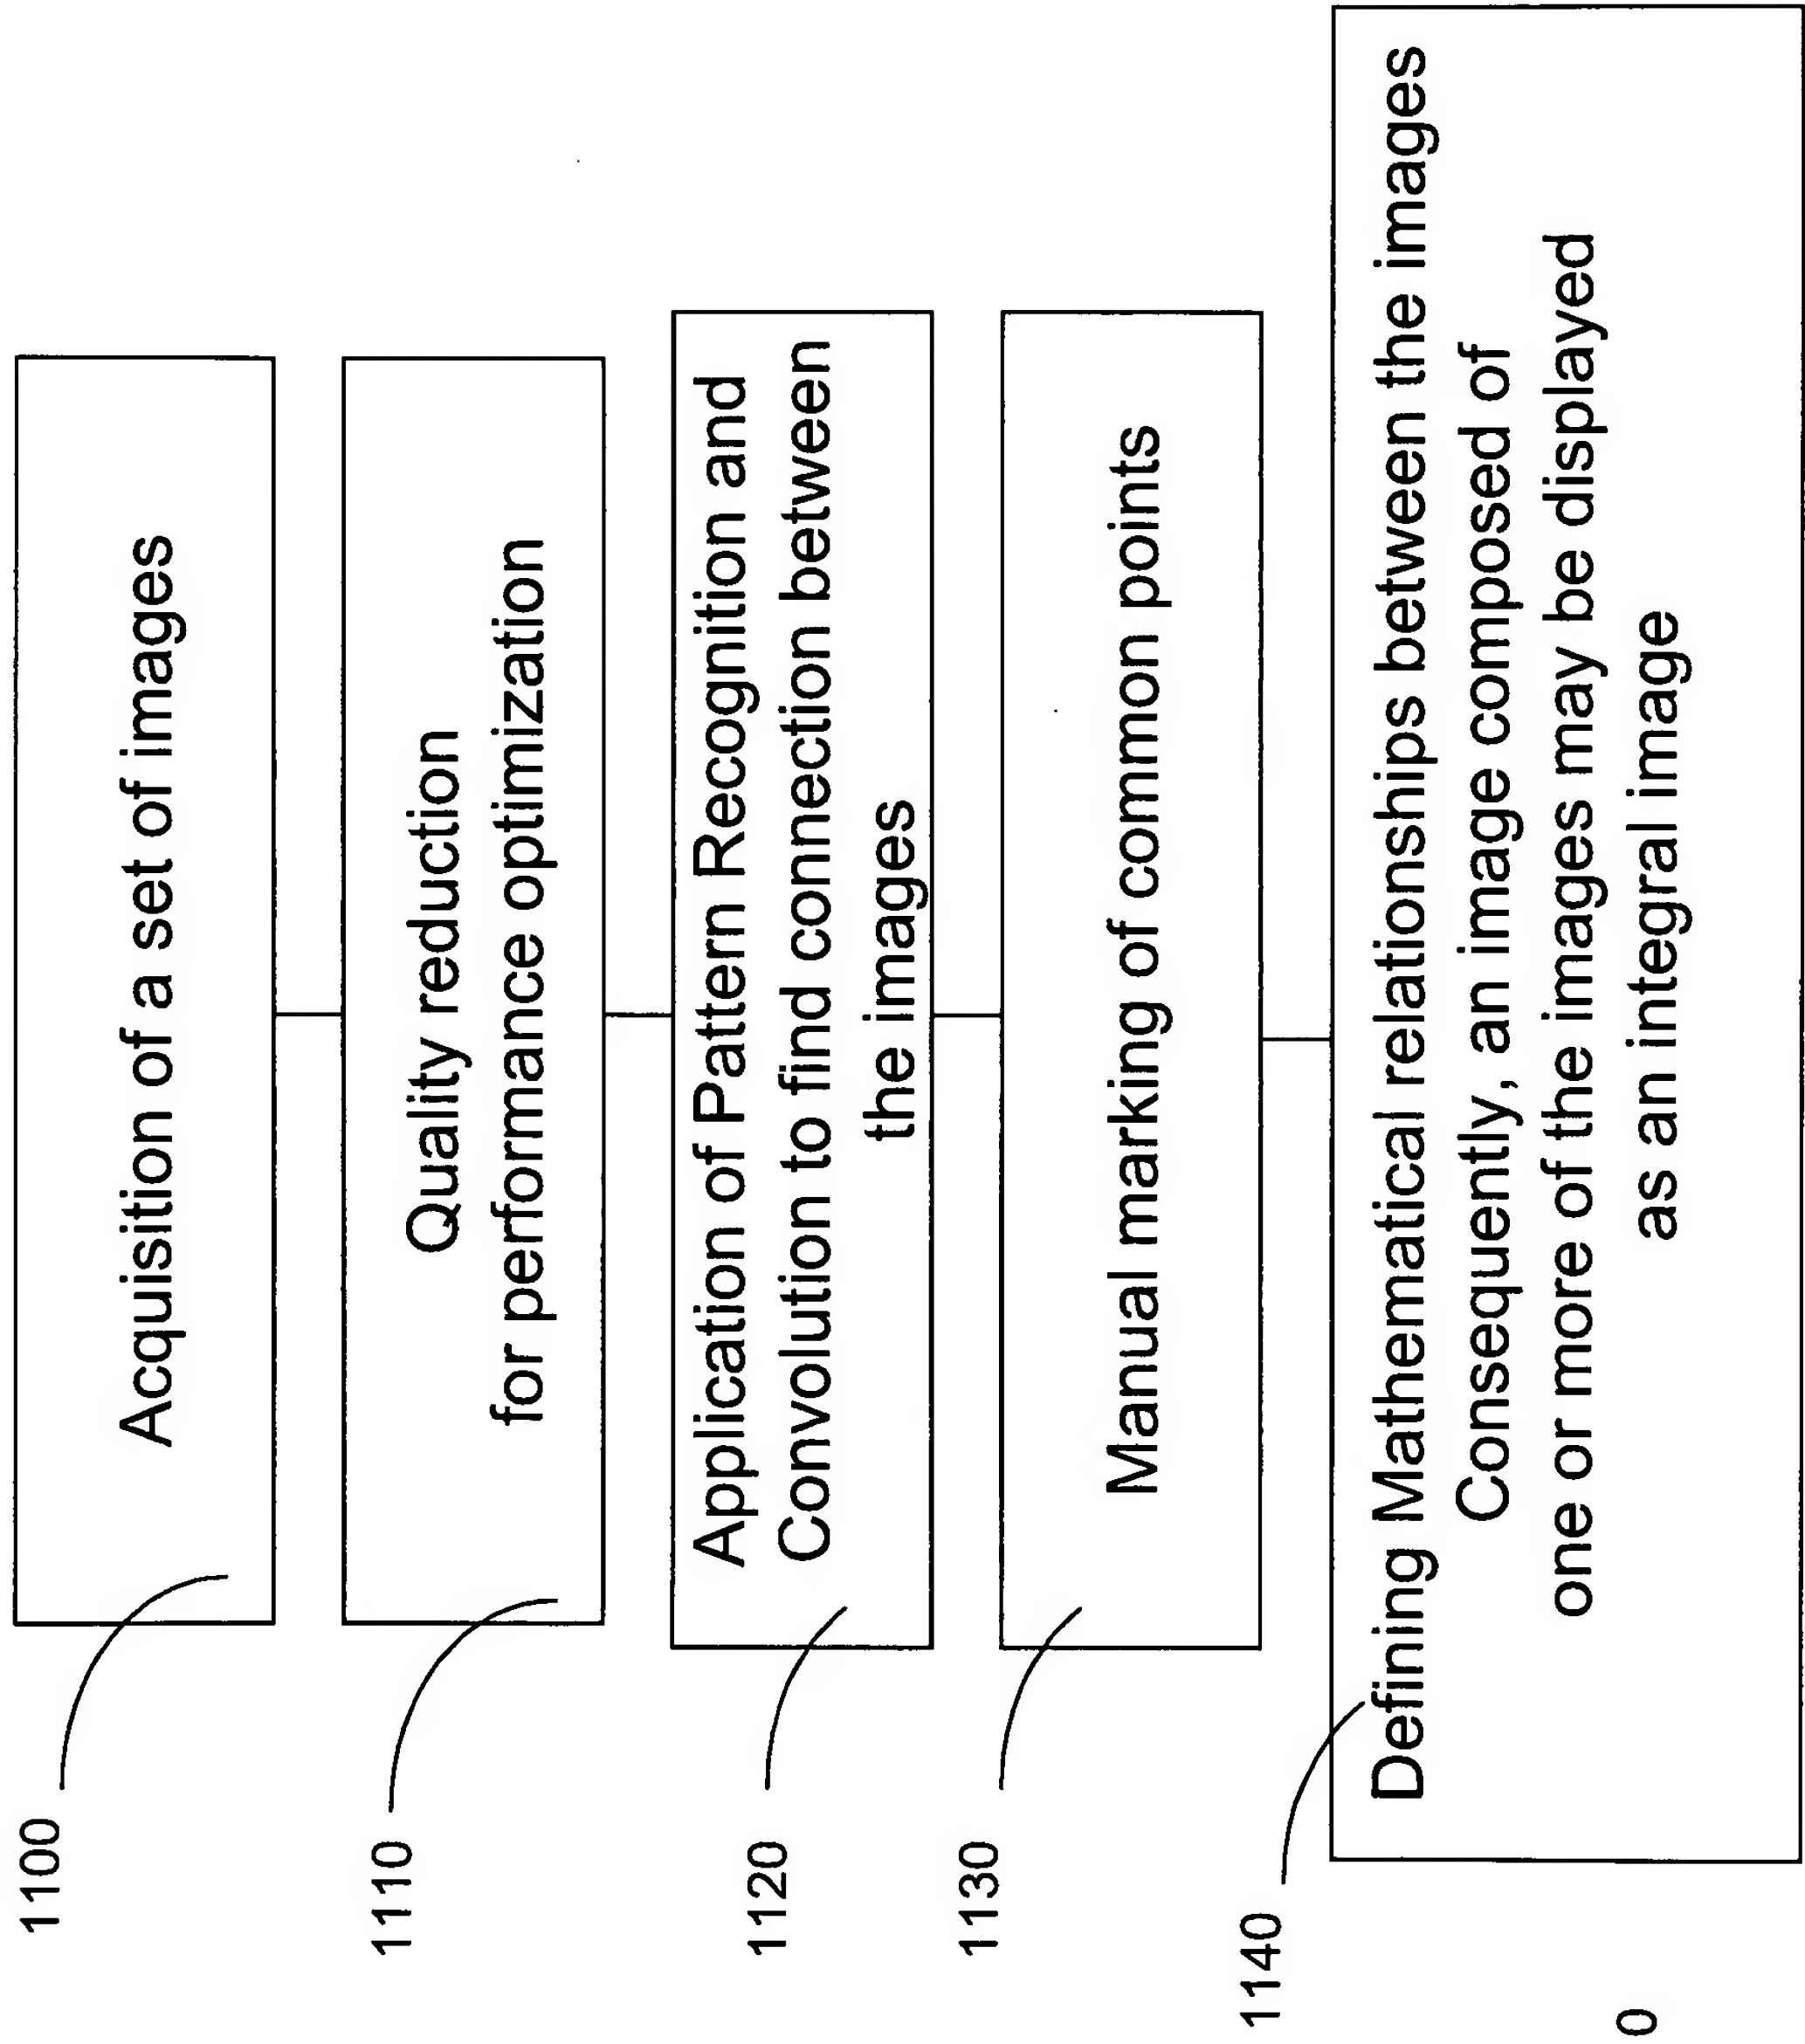 1100
Acquisition of a set of images
1110
Quality reduction
for performance optimization
1120
Application of Pattern Recognition and
Convolution to find connection between
the images
1130
Manual marking of common points
1140
Defining Mathematical relationships between the images
Consequently, an image composed of
one or more of the images may be displayed
as an integral image
0